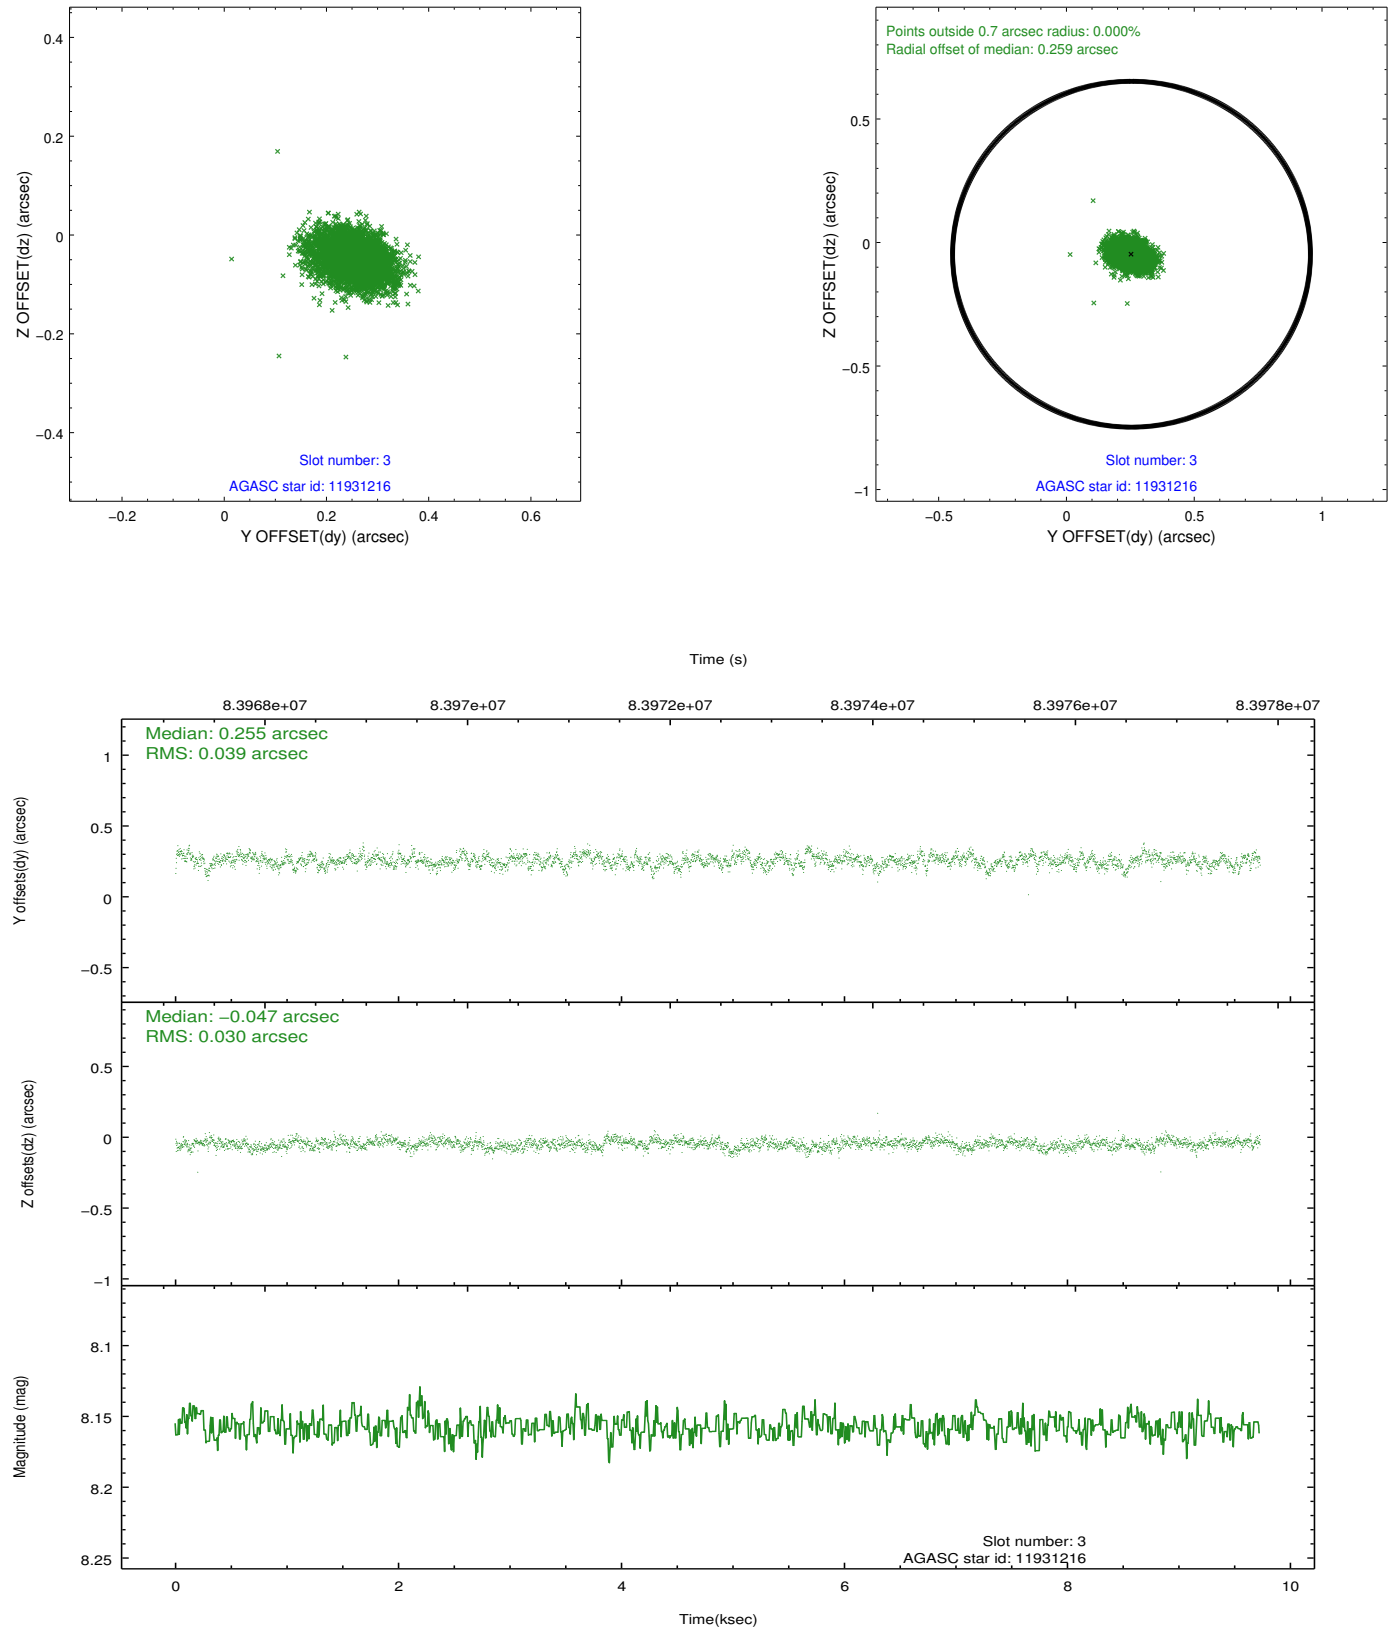 0.4
0.2
0
−0.2
−0.4
Z OFFSET(dz) (arcsec)
Slot number: 3
AGASC star id: 11931216
−0.2 0 0.2 0.4 0.6
Y OFFSET(dy) (arcsec)
Points outside 0.7 arcsec radius: 0.000%
Radial offset of median: 0.259 arcsec
0.5
0
−0.5
−1
Z OFFSET(dz) (arcsec)
Slot number: 3
AGASC star id: 11931216
−0.5 0 0.5 1
Y OFFSET(dy) (arcsec)
Time (s)
8.3968e+07 8.397e+07 8.3972e+07 8.3974e+07 8.3976e+07 8.3978e+07
Median: 0.255 arcsec
RMS: 0.039 arcsec
1
0.5
0
−0.5
Y offsets(dy) (arcsec)
Median: −0.047 arcsec
RMS: 0.030 arcsec
0.5
0
−0.5
−1
Z offsets(dz) (arcsec)
8.1
8.15
8.2
8.25
Magnitude (mag)
Slot number: 3
AGASC star id: 11931216
0 2 4 6 8 10
Time(ksec)